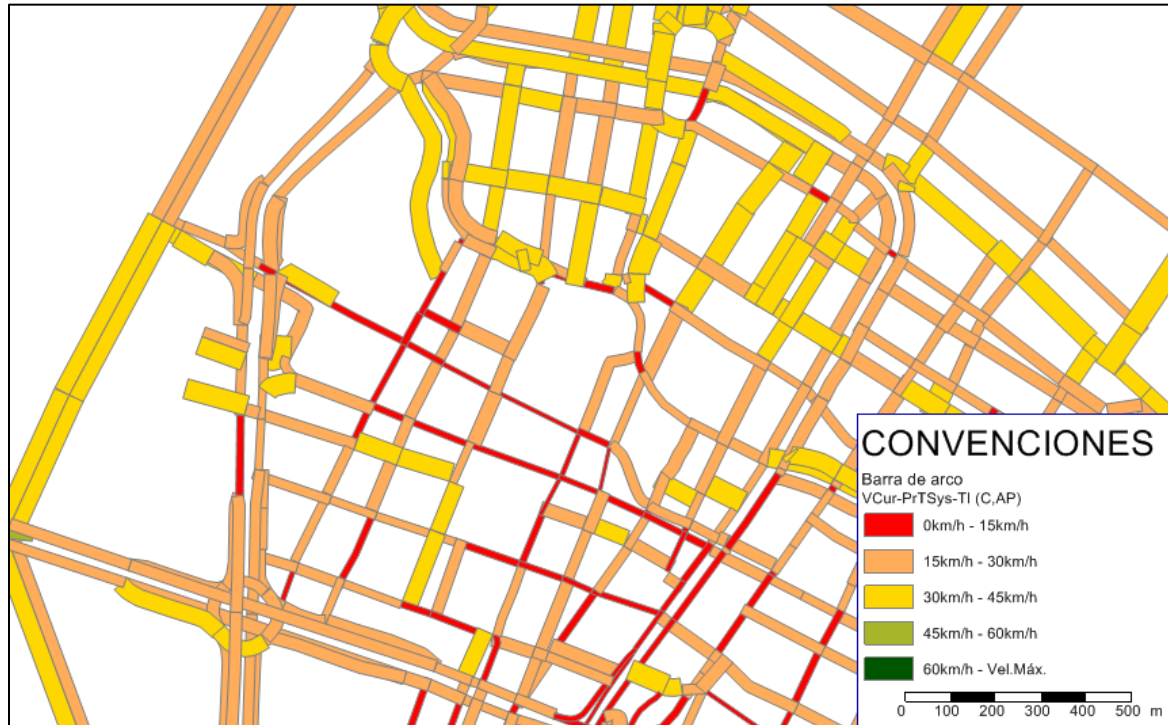 CONVENCIONES
Barra de arco
VCur-PrTSys-TI (C,AP)
0km/h - 15km/h
15km/h - 30km/h
30km/h - 45km/h
45km/h - 60km/h
60km/h - Vel.Máx.
0 100 200 300 400 500 m